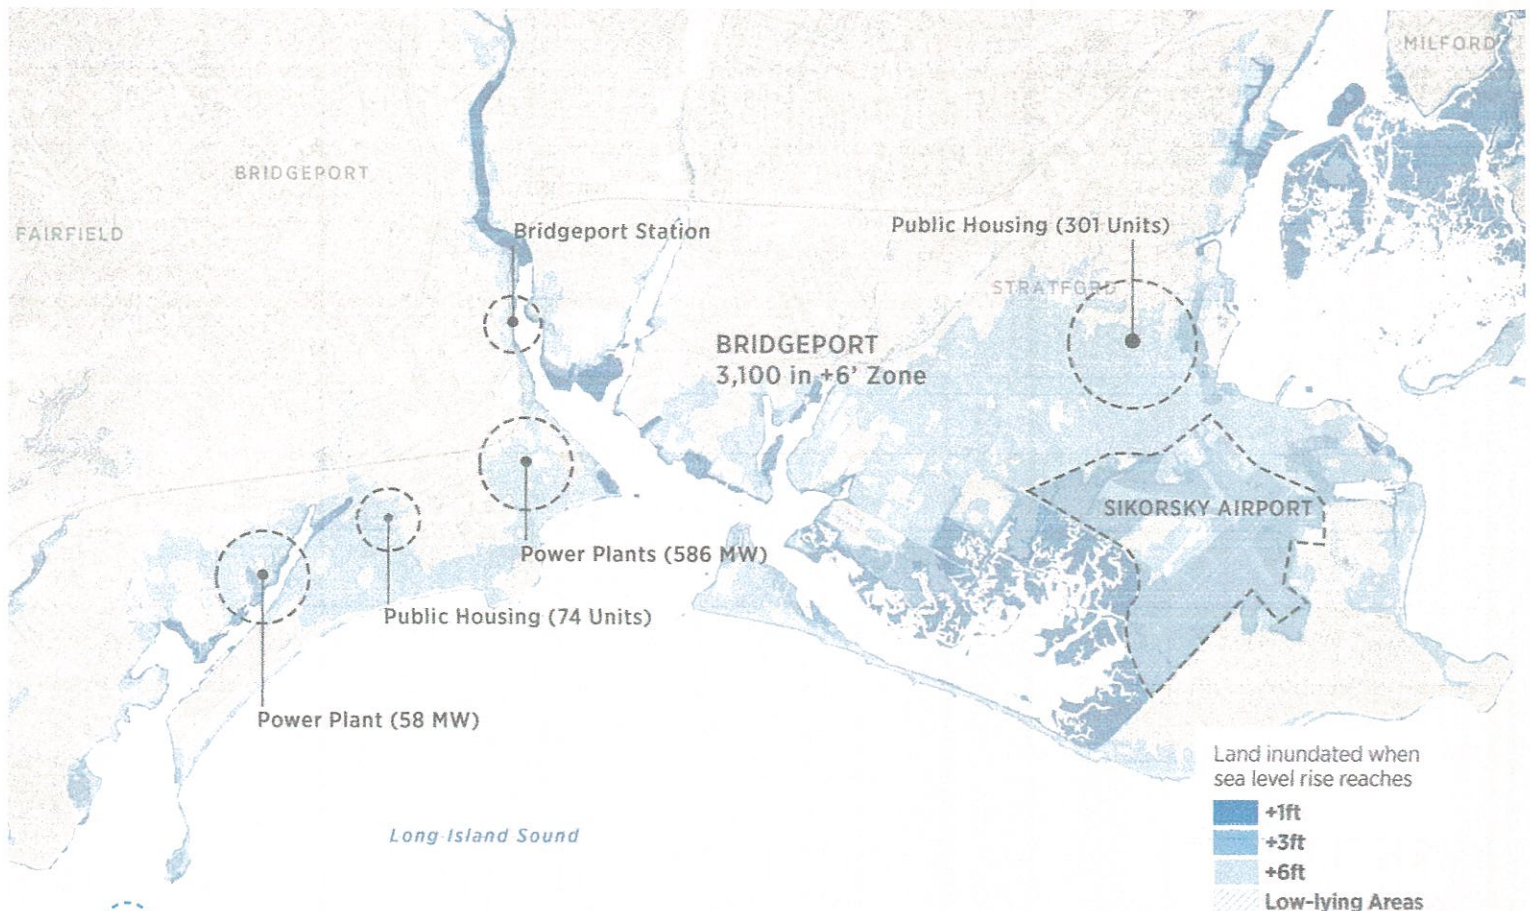 MILFORD
BRIDGEPORT
FAIRFIELD
Bridgeport Station
Public Housing (301 Units)
STRATFORD
BRIDGEPORT
3,100 in +6' Zone
SIKORSKY AIRPORT
Power Plants (586 MW)
Public Housing (74 Units)
Power Plant (58 MW)
Long Island Sound
Land inundated when
sea level rise reaches
+1ft
+3ft
+6ft
Low-lying Areas